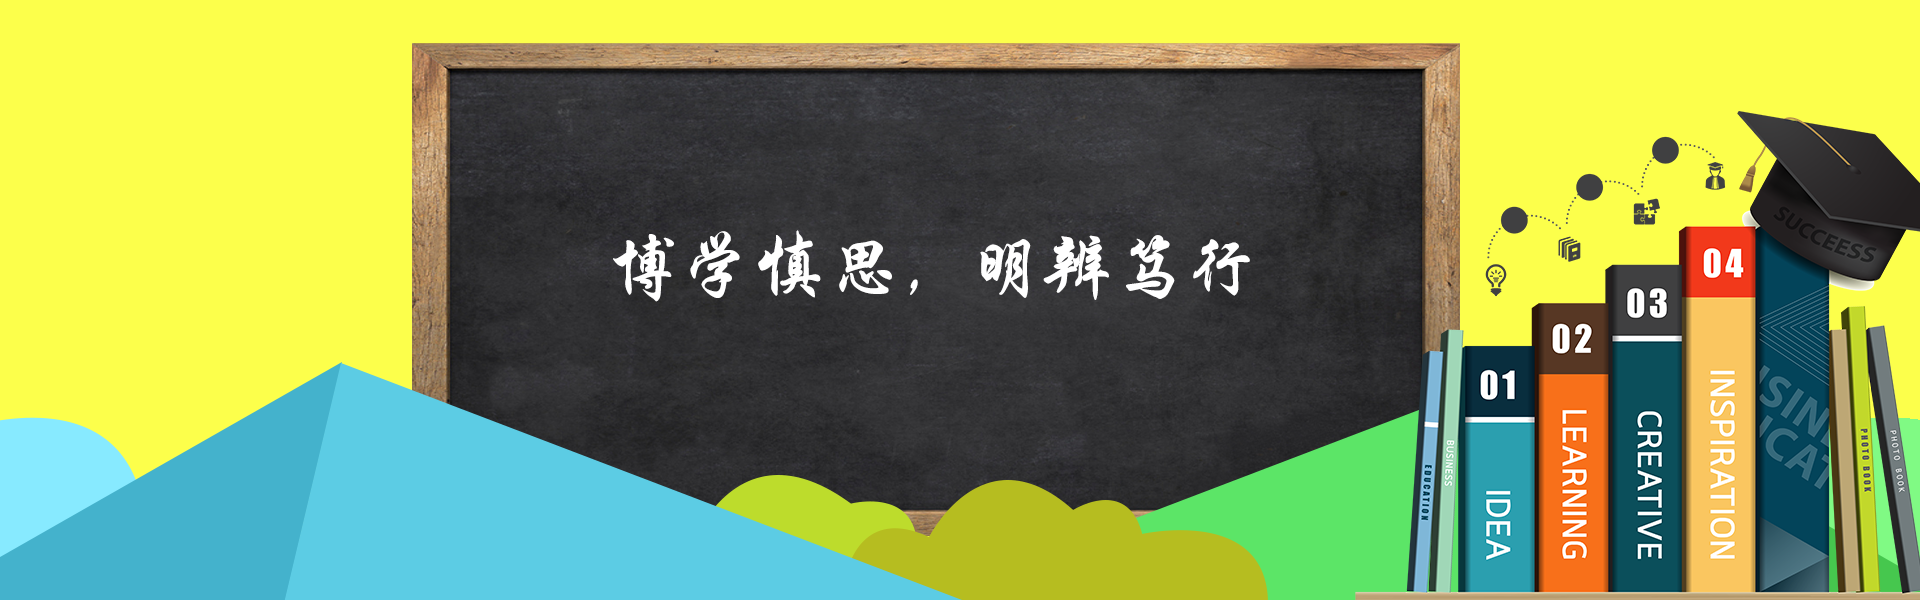 博学慎思，明辨笃行
SUCCEESS
01
IDEA
02
LEARNING
03
CREATIVE
04
INSPIRATION
EDUCATION
BUSINESS
PHOTO BOOK
PHOTO BOOK